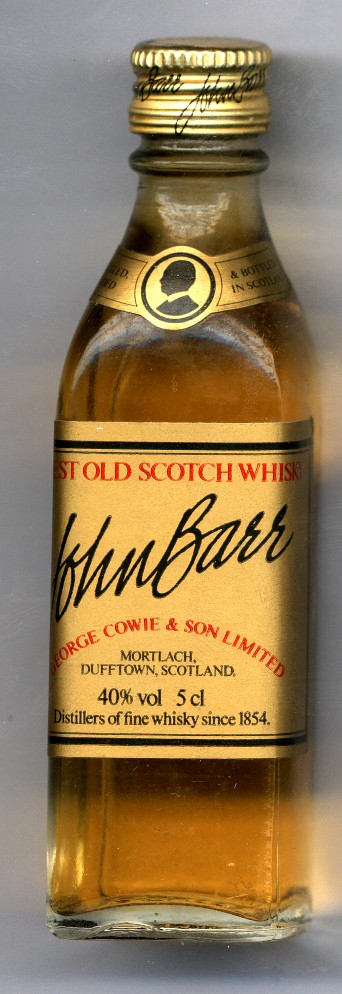 Barr John Barr
& BOTTLED
IN SCOTLAND
EST OLD SCOTCH WHISKY
John Barr
GEORGE COWIE & SON LIMITED
MORTLACH,
DUFFTOWN, SCOTLAND.
40% vol 5 cl
Distillers of fine whisky since 1854.